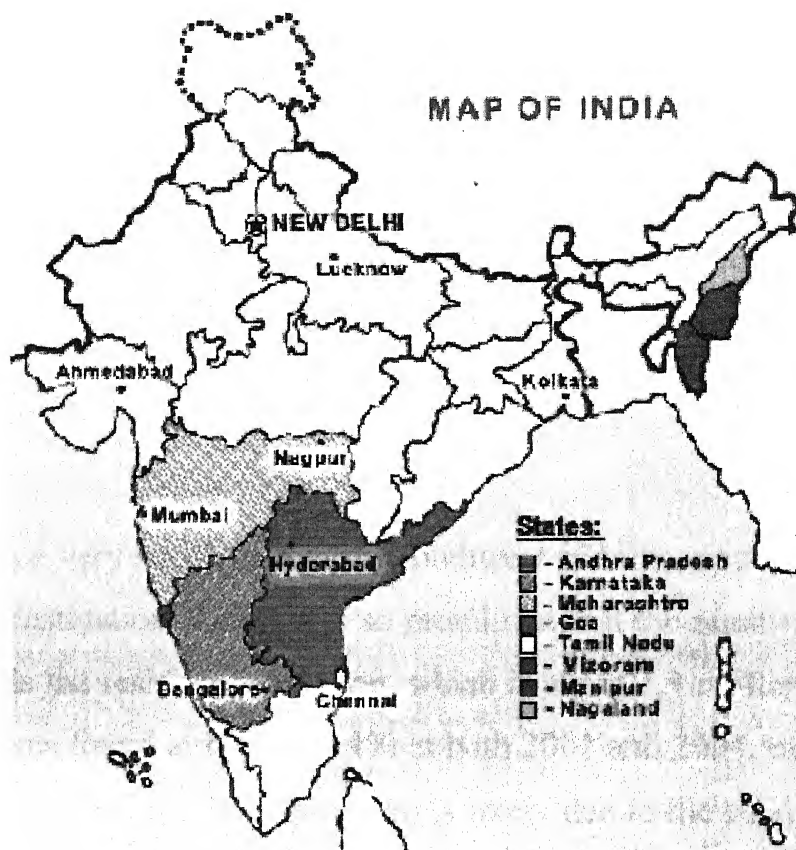 MAP OF INDIA
NEW DELHI
Lucknow
Ahmedabad
Kolkata
Nagpur
Mumbai
Hyderabad
Bangalore
Chennai
States:
- Andhra Pradesh
- Karnataka
- Maharashtra
- Goa
- Tamil Nadu
- Mizoram
- Manipur
- Nagaland